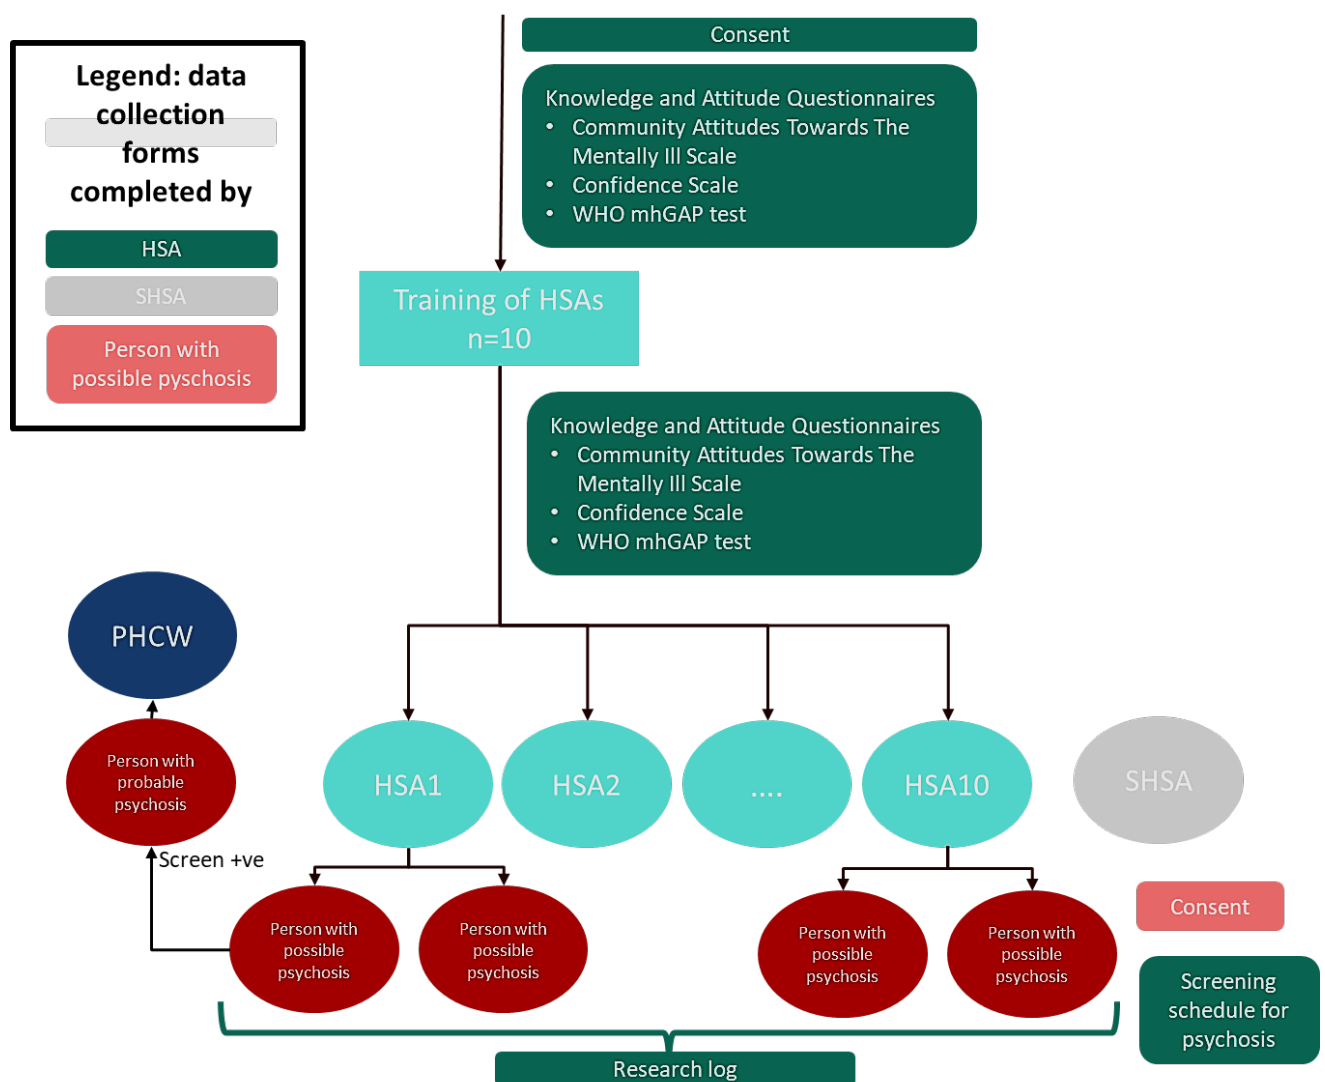 Legend: data
collection
forms
completed by
HSA
SHSA
Person with
possible pyschosis
Consent
Knowledge and Attitude Questionnaires
• Community Attitudes Towards The
Mentally Ill Scale
• Confidence Scale
• WHO mhGAP test
Training of HSAs
n=10
Knowledge and Attitude Questionnaires
• Community Attitudes Towards The
Mentally Ill Scale
• Confidence Scale
• WHO mhGAP test
PHCW
Person with
probable
psychosis
Screen +ve
HSA1
HSA2
....
HSA10
SHSA
Person with
possible
psychosis
Person with
possible
psychosis
Person with
possible
psychosis
Person with
possible
psychosis
Consent
Screening
schedule for
psychosis
Research log